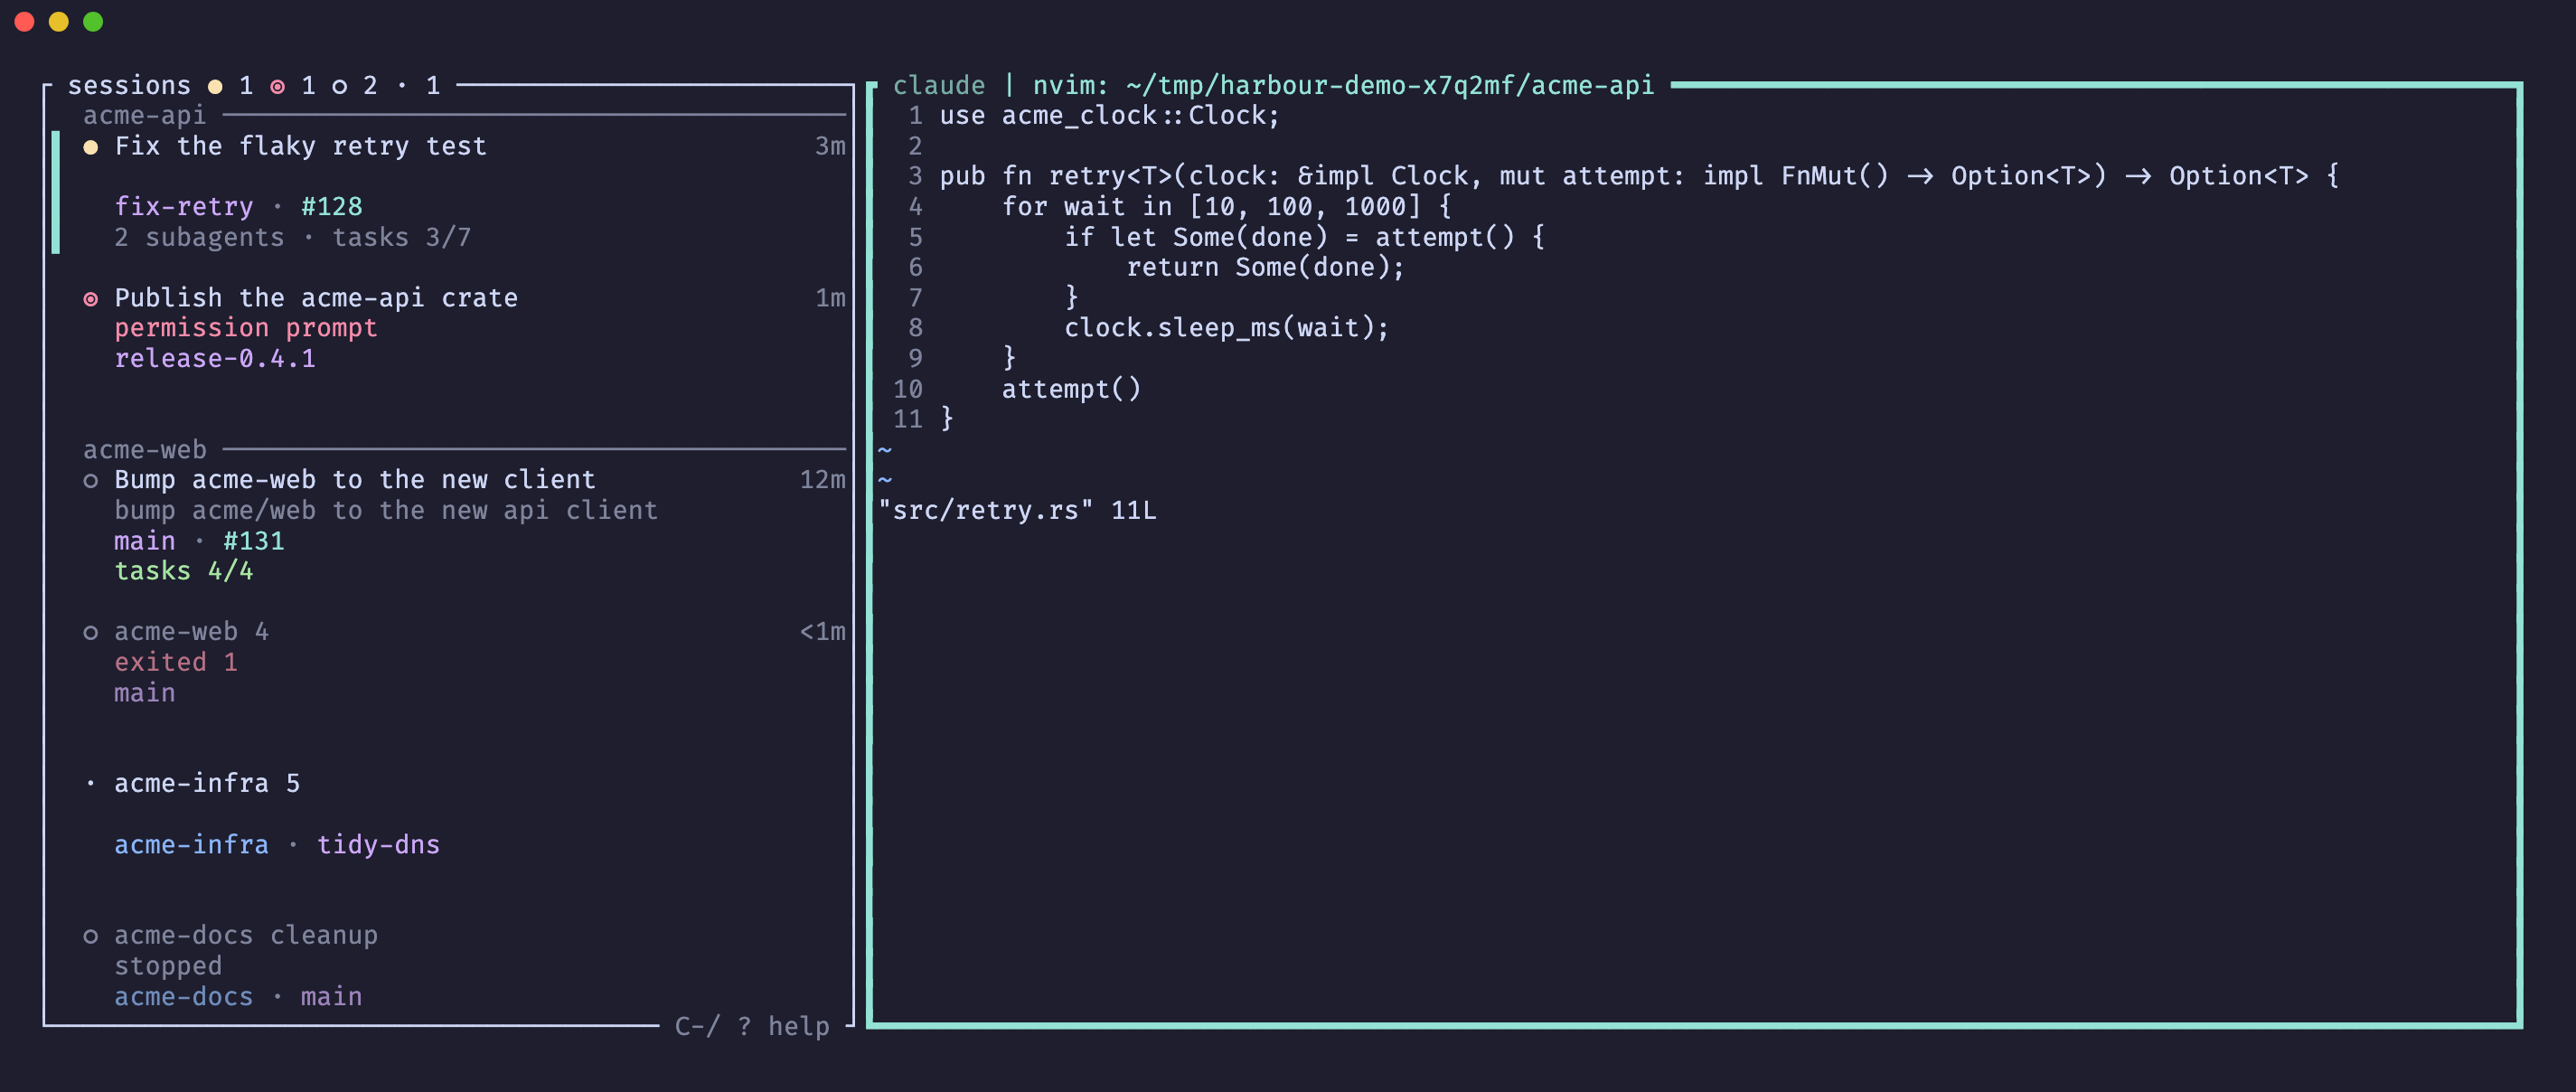 sessions ● 1 ◉ 1 ○ 2 · 1
acme-api
● Fix the flaky retry test 3m
fix-retry · #128
2 subagents · tasks 3/7
◉ Publish the acme-api crate 1m
permission prompt
release-0.4.1
acme-web
○ Bump acme-web to the new client 12m
bump acme/web to the new api client
main · #131
tasks 4/4
○ acme-web 4 <1m
exited 1
main
· acme-infra 5
acme-infra · tidy-dns
○ acme-docs cleanup
stopped
acme-docs · main
C-/ ? help
claude | nvim: ~/tmp/harbour-demo-x7q2mf/acme-api
1 use acme_clock::Clock;
2
3 pub fn retry<T>(clock: &impl Clock, mut attempt: impl FnMut() -> Option<T>) -> Option<T> {
4     for wait in [10, 100, 1000] {
5         if let Some(done) = attempt() {
6             return Some(done);
7         }
8         clock.sleep_ms(wait);
9     }
10     attempt()
11 }
~
~
"src/retry.rs" 11L